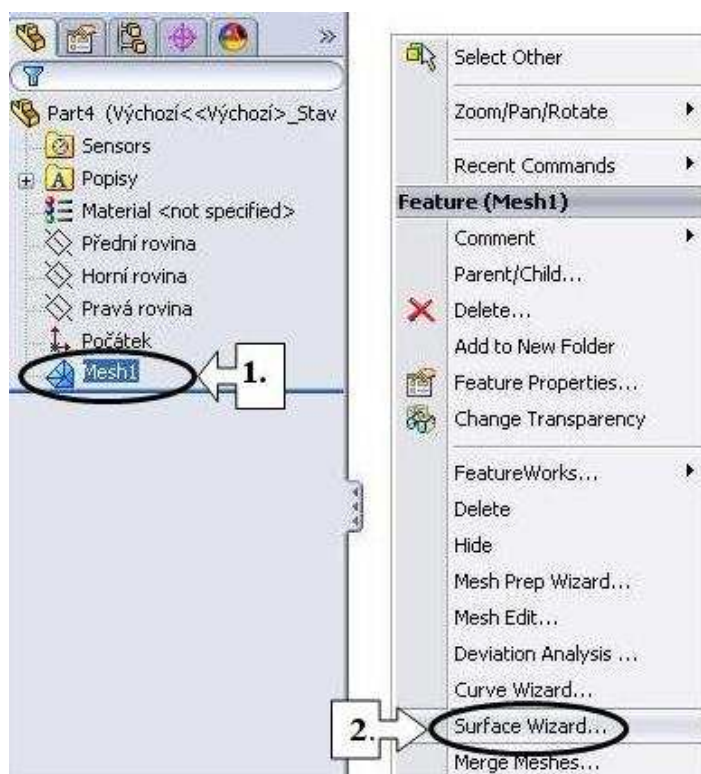 Part4 (Výchozí<<Výchozí>_Stav
Sensors
Popisy
Material <not specified>
Přední rovina
Horní rovina
Pravá rovina
Počátek
Mesh1
1.
Select Other
Zoom/Pan/Rotate
Recent Commands
Feature (Mesh1)
Comment
Parent/Child...
Delete...
Add to New Folder
Feature Properties...
Change Transparency
FeatureWorks...
Delete
Hide
Mesh Prep Wizard...
Mesh Edit...
Deviation Analysis ...
Curve Wizard...
2.
Surface Wizard...
Merge Meshes...